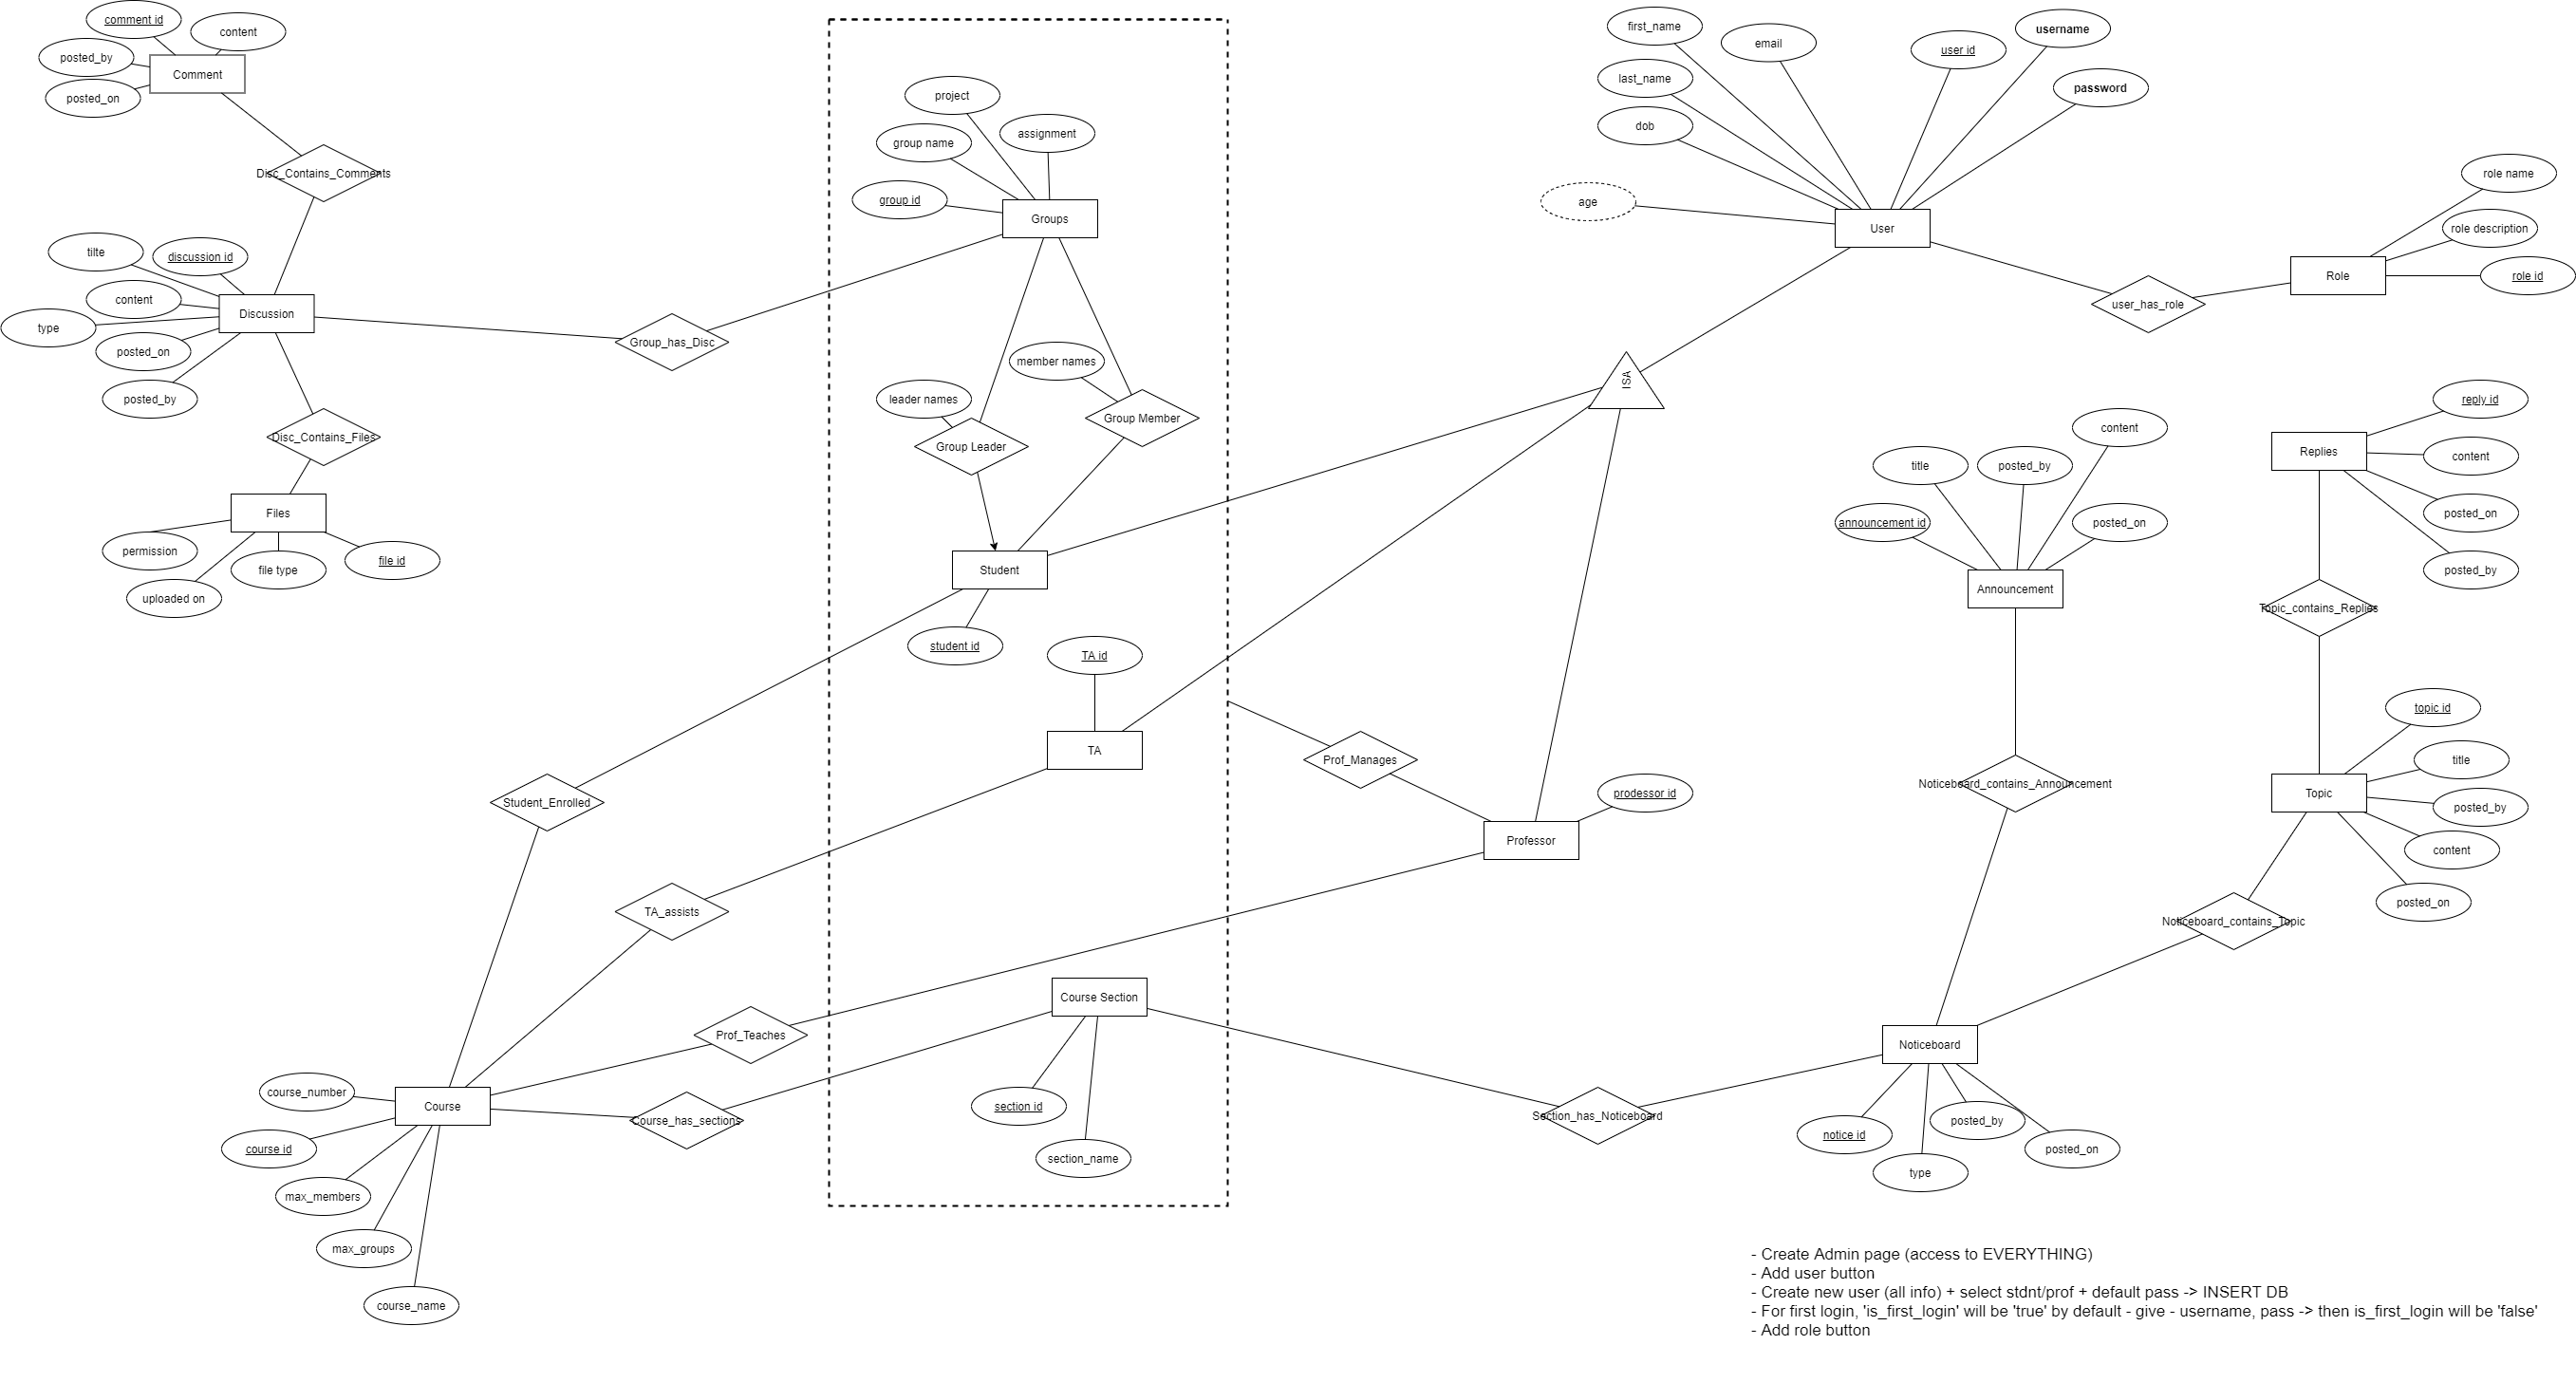 comment id
content
posted_by
Comment
posted_on
Disc_Contains_Comments
tilte
discussion id
content
Discussion
type
posted_on
posted_by
Disc_Contains_Files
Files
permission
file type
file id
uploaded on
Group_has_Disc
project
group name
assignment
group id
Groups
member names
leader names
Group Leader
Group Member
Student
student id
TA id
TA
Student_Enrolled
TA_assists
Prof_Teaches
Course Section
section id
section_name
Course_has_sections
course_number
Course
course id
max_members
max_groups
course_name
first_name
email
user id
username
last_name
password
dob
age
User
user_has_role
role name
role description
Role
role id
ISA
Prof_Manages
prodessor id
Professor
content
title
posted_by
announcement id
posted_on
Announcement
Noticeboard_contains_Announcement
reply id
Replies
content
posted_on
posted_by
Topic_contains_Replies
topic id
title
Topic
posted_by
content
posted_on
Noticeboard_contains_Topic
Noticeboard
Section_has_Noticeboard
notice id
posted_by
posted_on
type
- Create Admin page (access to EVERYTHING)
- Add user button
- Create new user (all info) + select stdnt/prof + default pass -> INSERT DB
- For first login, 'is_first_login' will be 'true' by default - give - username, pass -> then is_first_login will be 'false'
- Add role button